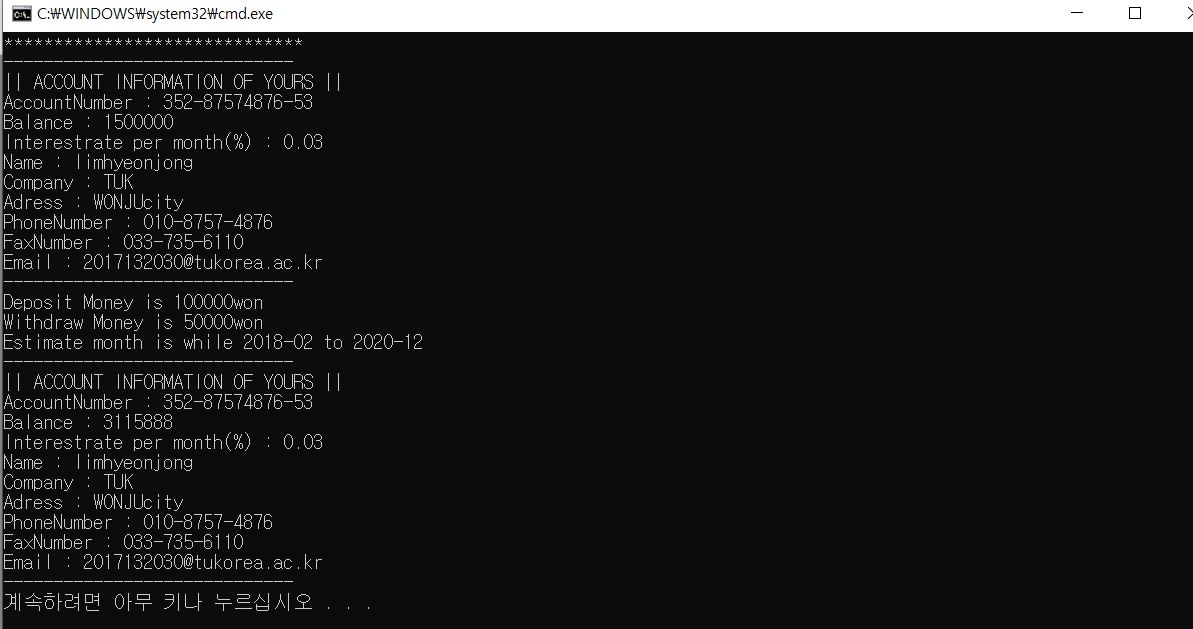 C:₩WINDOWS₩system32₩cmd.exe
******************************
-----------------------------
|| ACCOUNT INFORMATION OF YOURS ||
AccountNumber : 352-87574876-53
Balance : 1500000
Interestrate per month(%) : 0.03
Name : limhyeonjong
Company : TUK
Adress : WONJUcity
PhoneNumber : 010-8757-4876
FaxNumber : 033-735-6110
Email : 2017132030@tukorea.ac.kr
-----------------------------
Deposit Money is 100000won
Withdraw Money is 50000won
Estimate month is while 2018-02 to 2020-12
-----------------------------
|| ACCOUNT INFORMATION OF YOURS ||
AccountNumber : 352-87574876-53
Balance : 3115888
Interestrate per month(%) : 0.03
Name : limhyeonjong
Company : TUK
Adress : WONJUcity
PhoneNumber : 010-8757-4876
FaxNumber : 033-735-6110
Email : 2017132030@tukorea.ac.kr
-----------------------------
계속하려면 아무 키나 누르십시오 . . .